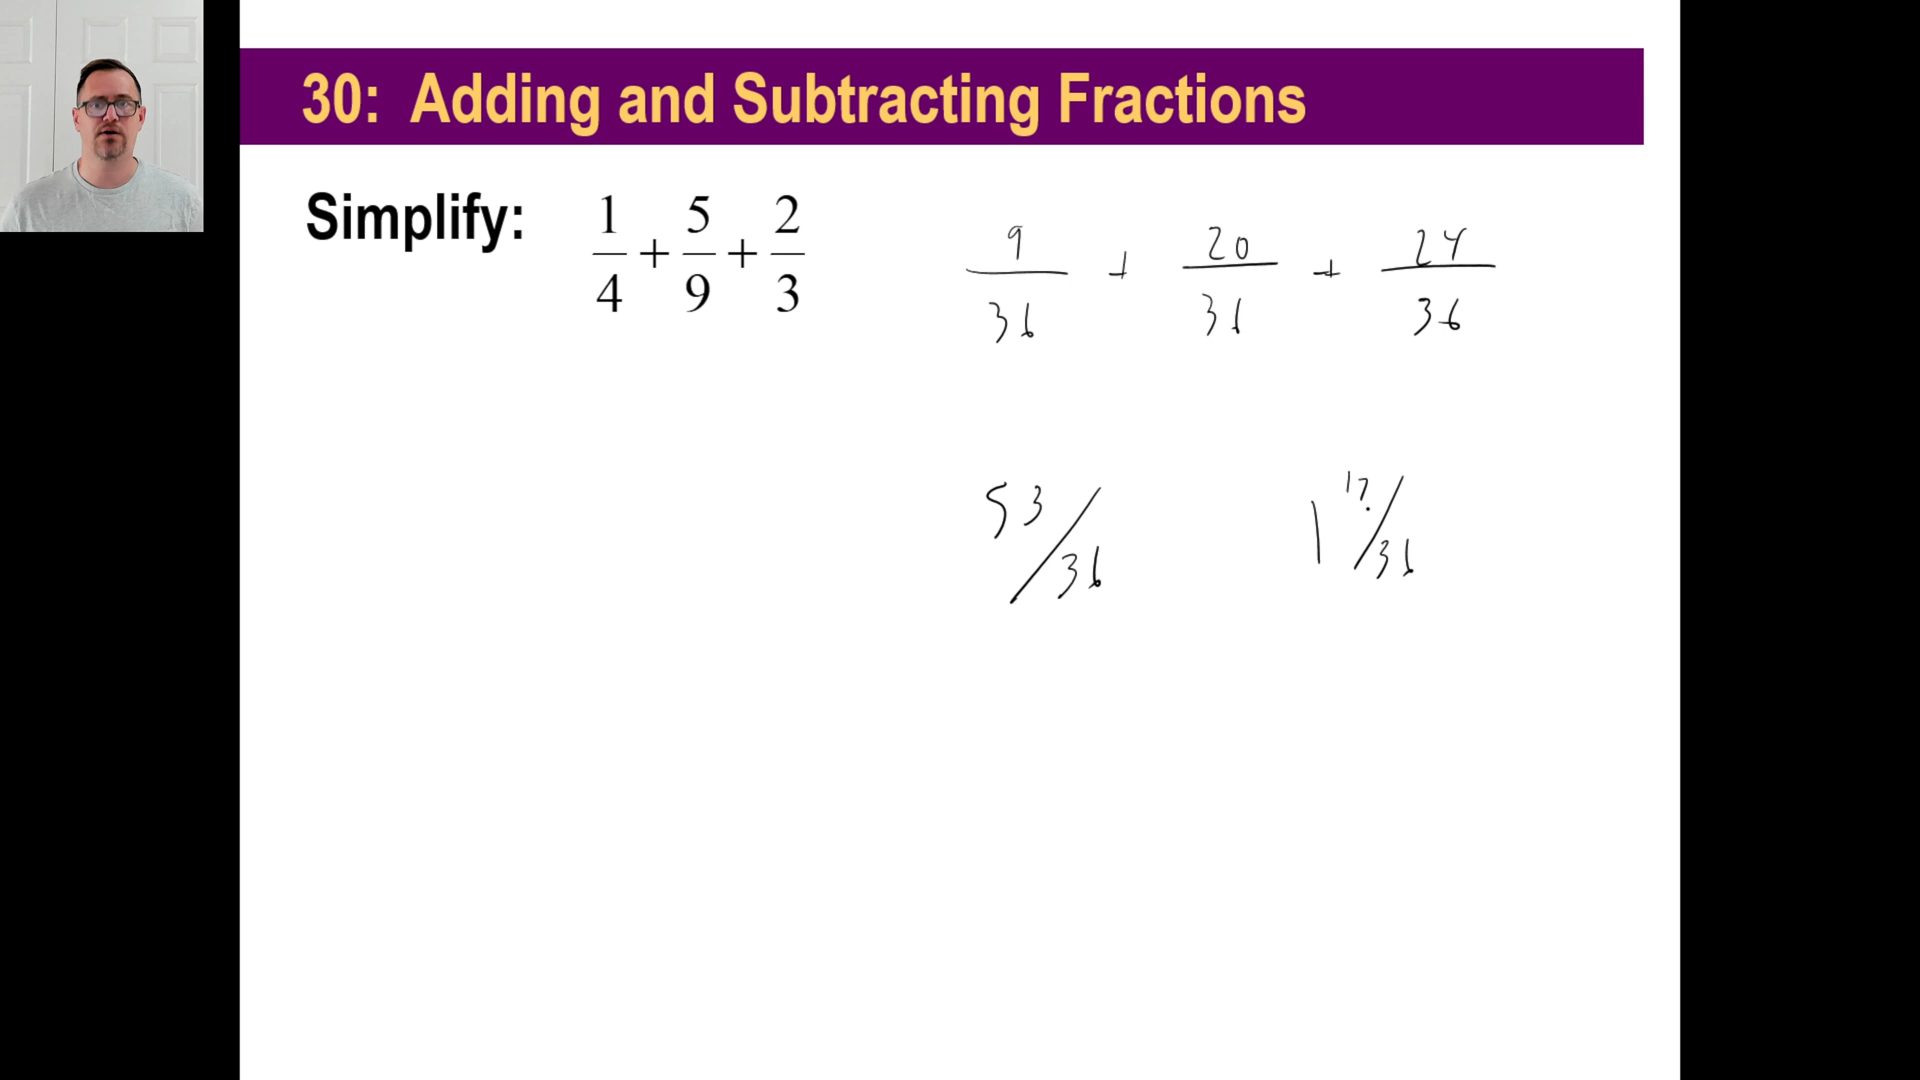 30: Adding and Subtracting Fractions
Simplify: 1/4 + 5/9 + 2/3
9/36 + 20/36 + 24/36
53/36 1 17/36